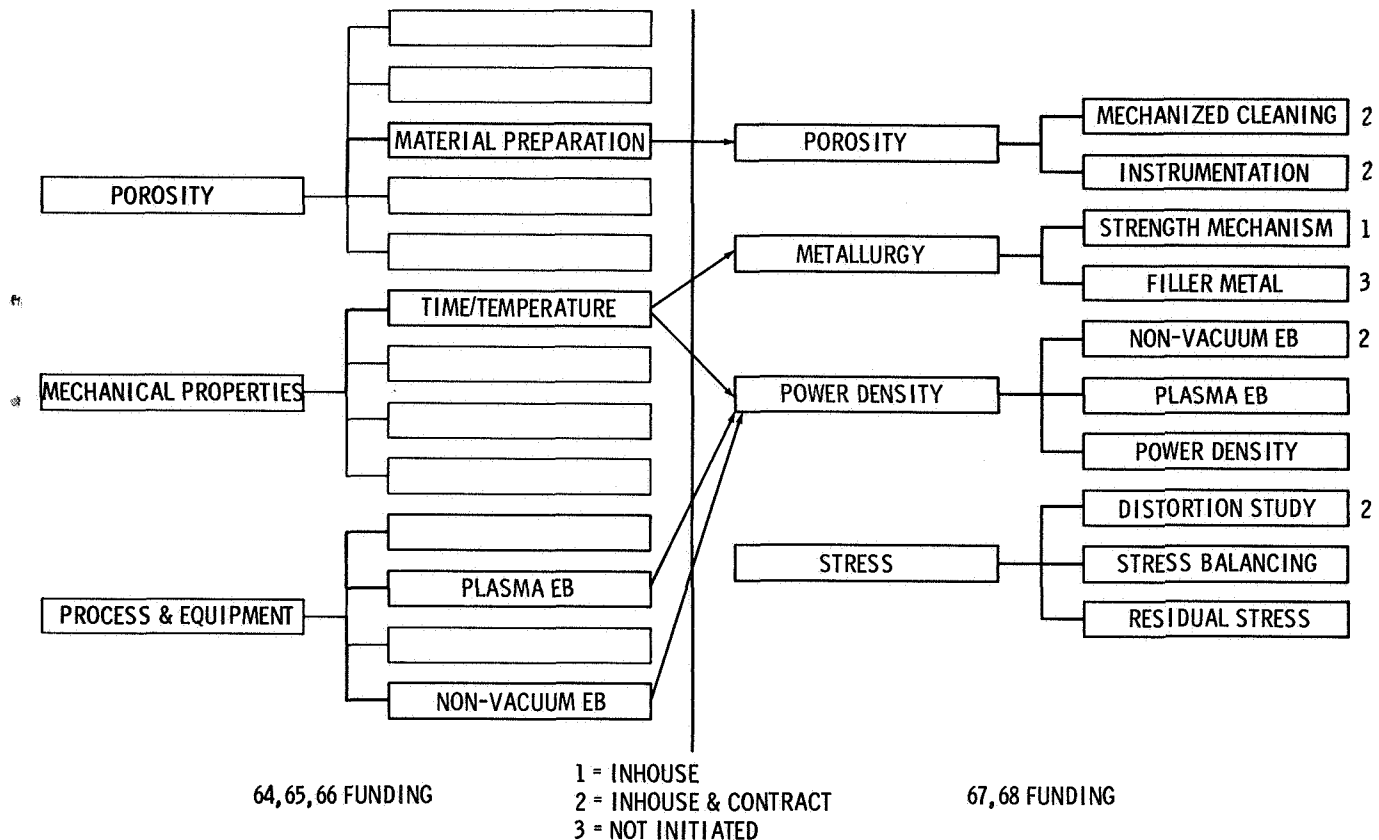 MATERIAL PREPARATION
POROSITY
TIME/TEMPERATURE
MECHANICAL PROPERTIES
PLASMA EB
PROCESS & EQUIPMENT
NON-VACUUM EB
POROSITY
MECHANIZED CLEANING 2
INSTRUMENTATION 2
METALLURGY
STRENGTH MECHANISM 1
FILLER METAL 3
POWER DENSITY
NON-VACUUM EB 2
PLASMA EB
POWER DENSITY
STRESS
DISTORTION STUDY 2
STRESS BALANCING
RESIDUAL STRESS
64,65,66 FUNDING
1 = INHOUSE
2 = INHOUSE & CONTRACT
3 = NOT INITIATED
67,68 FUNDING